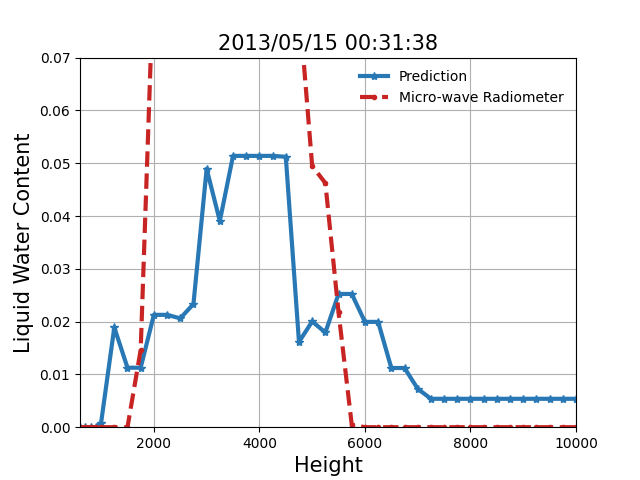 2013/05/15 00:31:38
0.07
0.06
0.05
0.04
0.03
0.02
0.01
0.00
Liquid Water Content
Prediction
Micro-wave Radiometer
2000 4000 6000 8000 10000
Height